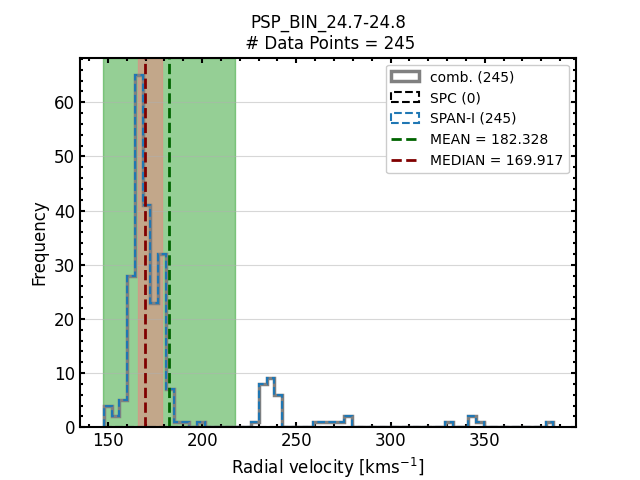 PSP_BIN_24.7-24.8
# Data Points = 245
comb. (245)
SPC (0)
SPAN-I (245)
MEAN = 182.328
MEDIAN = 169.917
Frequency
60
50
40
30
20
10
0
150 200 250 300 350
Radial velocity [kms⁻¹]